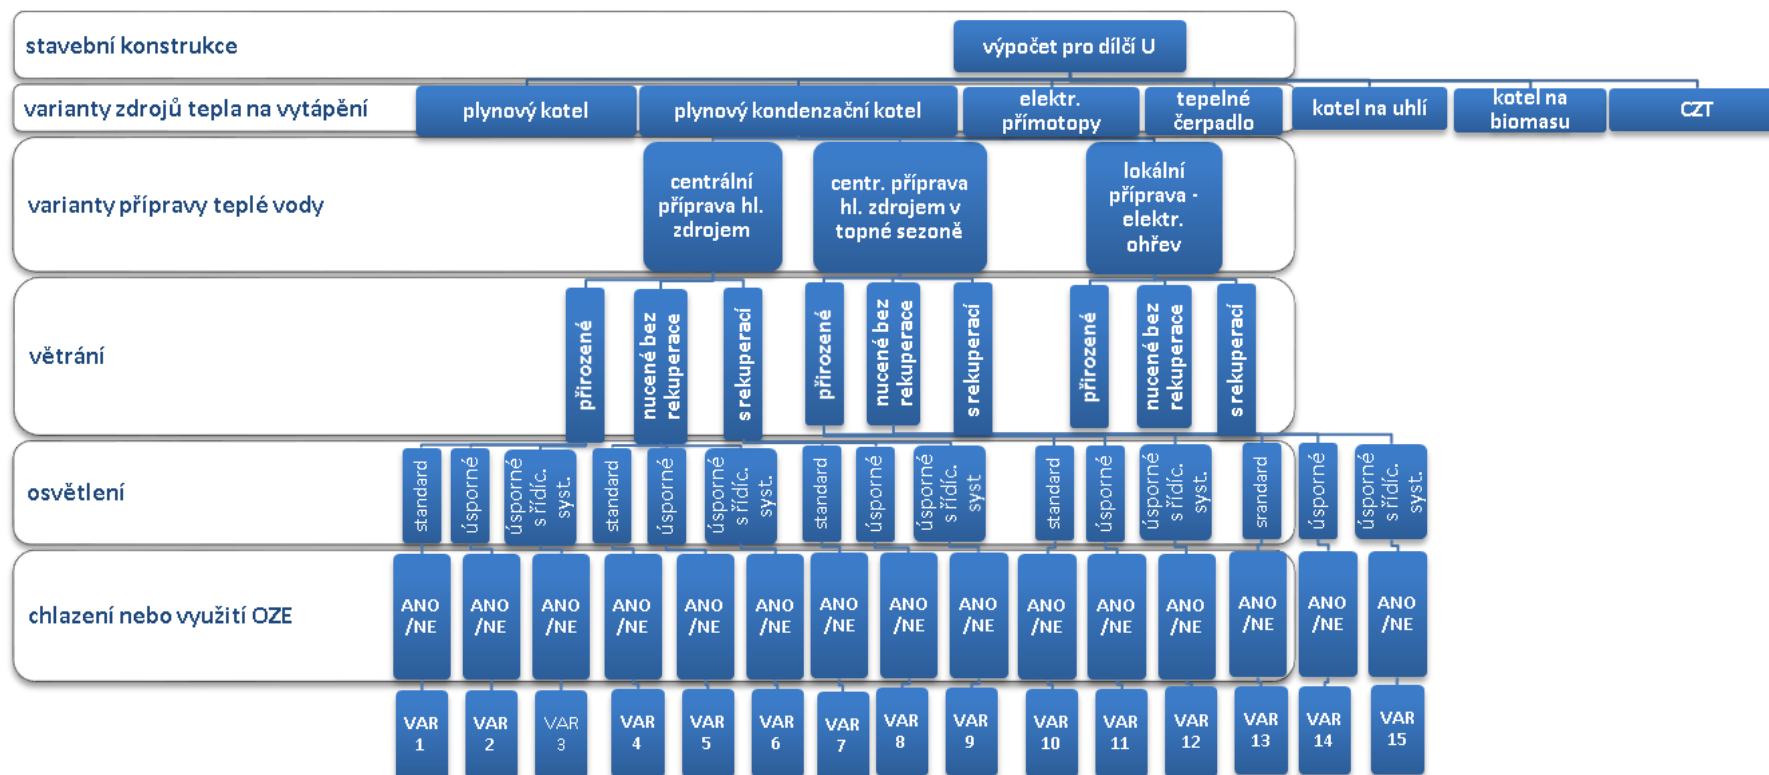 stavební konstrukce
výpočet pro dílčí U
varianty zdrojů tepla na vytápění
plynový kotel
plynový kondenzační kotel
elektr.
přímotopy
tepelné
čerpadlo
kotel na uhlí
kotel na
biomasu
CZT
varianty přípravy teplé vody
centrální
příprava hl.
zdrojem
centr. příprava
hl. zdrojem v
topné sezoně
lokální
příprava -
elektr.
ohřev
větrání
přirozené
nucené bez
rekuperace
s rekuperací
přirozené
nucené bez
rekuperace
s rekuperací
přirozené
nucené bez
rekuperace
s rekuperací
osvětlení
standard
úsporné
úsporné
s řídíc.
syst.
standard
úsporné
úsporné
s řídíc.
syst.
standard
úsporné
úsporné
s řídíc.
syst
standard
úsporné
úsporné
s řídíc.
syst.
srandard
úsporné
úsporné
s řídíc.
syst.
chlazení nebo využití OZE
ANO
/NE
ANO
/NE
ANO
/NE
ANO
/NE
ANO
/NE
ANO
/NE
ANO
/NE
ANO
/NE
ANO
/NE
ANO
/NE
ANO
/NE
ANO
/NE
ANO
/NE
ANO
/NE
ANO
/NE
VAR
1
VAR
2
VAR
3
VAR
4
VAR
5
VAR
6
VAR
7
VAR
8
VAR
9
VAR
10
VAR
11
VAR
12
VAR
13
VAR
14
VAR
15